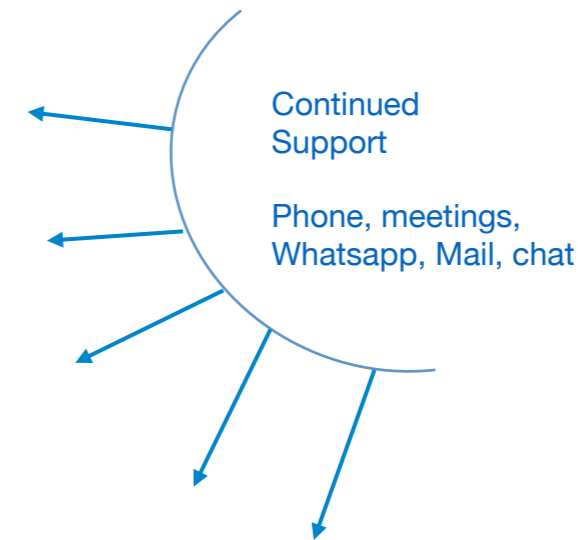 Continued
Support
Phone, meetings,
Whatsapp, Mail, chat